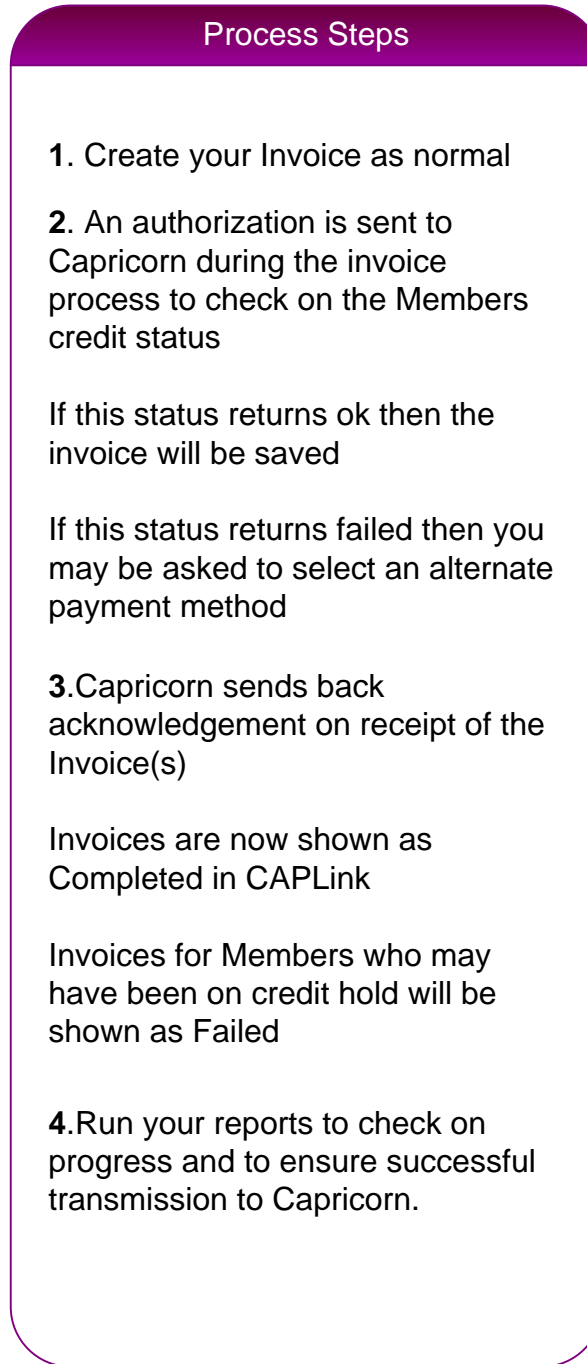 Process Steps
1. Create your Invoice as normal
2. An authorization is sent to
Capricorn during the invoice
process to check on the Members
credit status
If this status returns ok then the
invoice will be saved
If this status returns failed then you
may be asked to select an alternate
payment method
3.Capricorn sends back
acknowledgement on receipt of the
Invoice(s)
Invoices are now shown as
Completed in CAPLink
Invoices for Members who may
have been on credit hold will be
shown as Failed
4.Run your reports to check on
progress and to ensure successful
transmission to Capricorn.